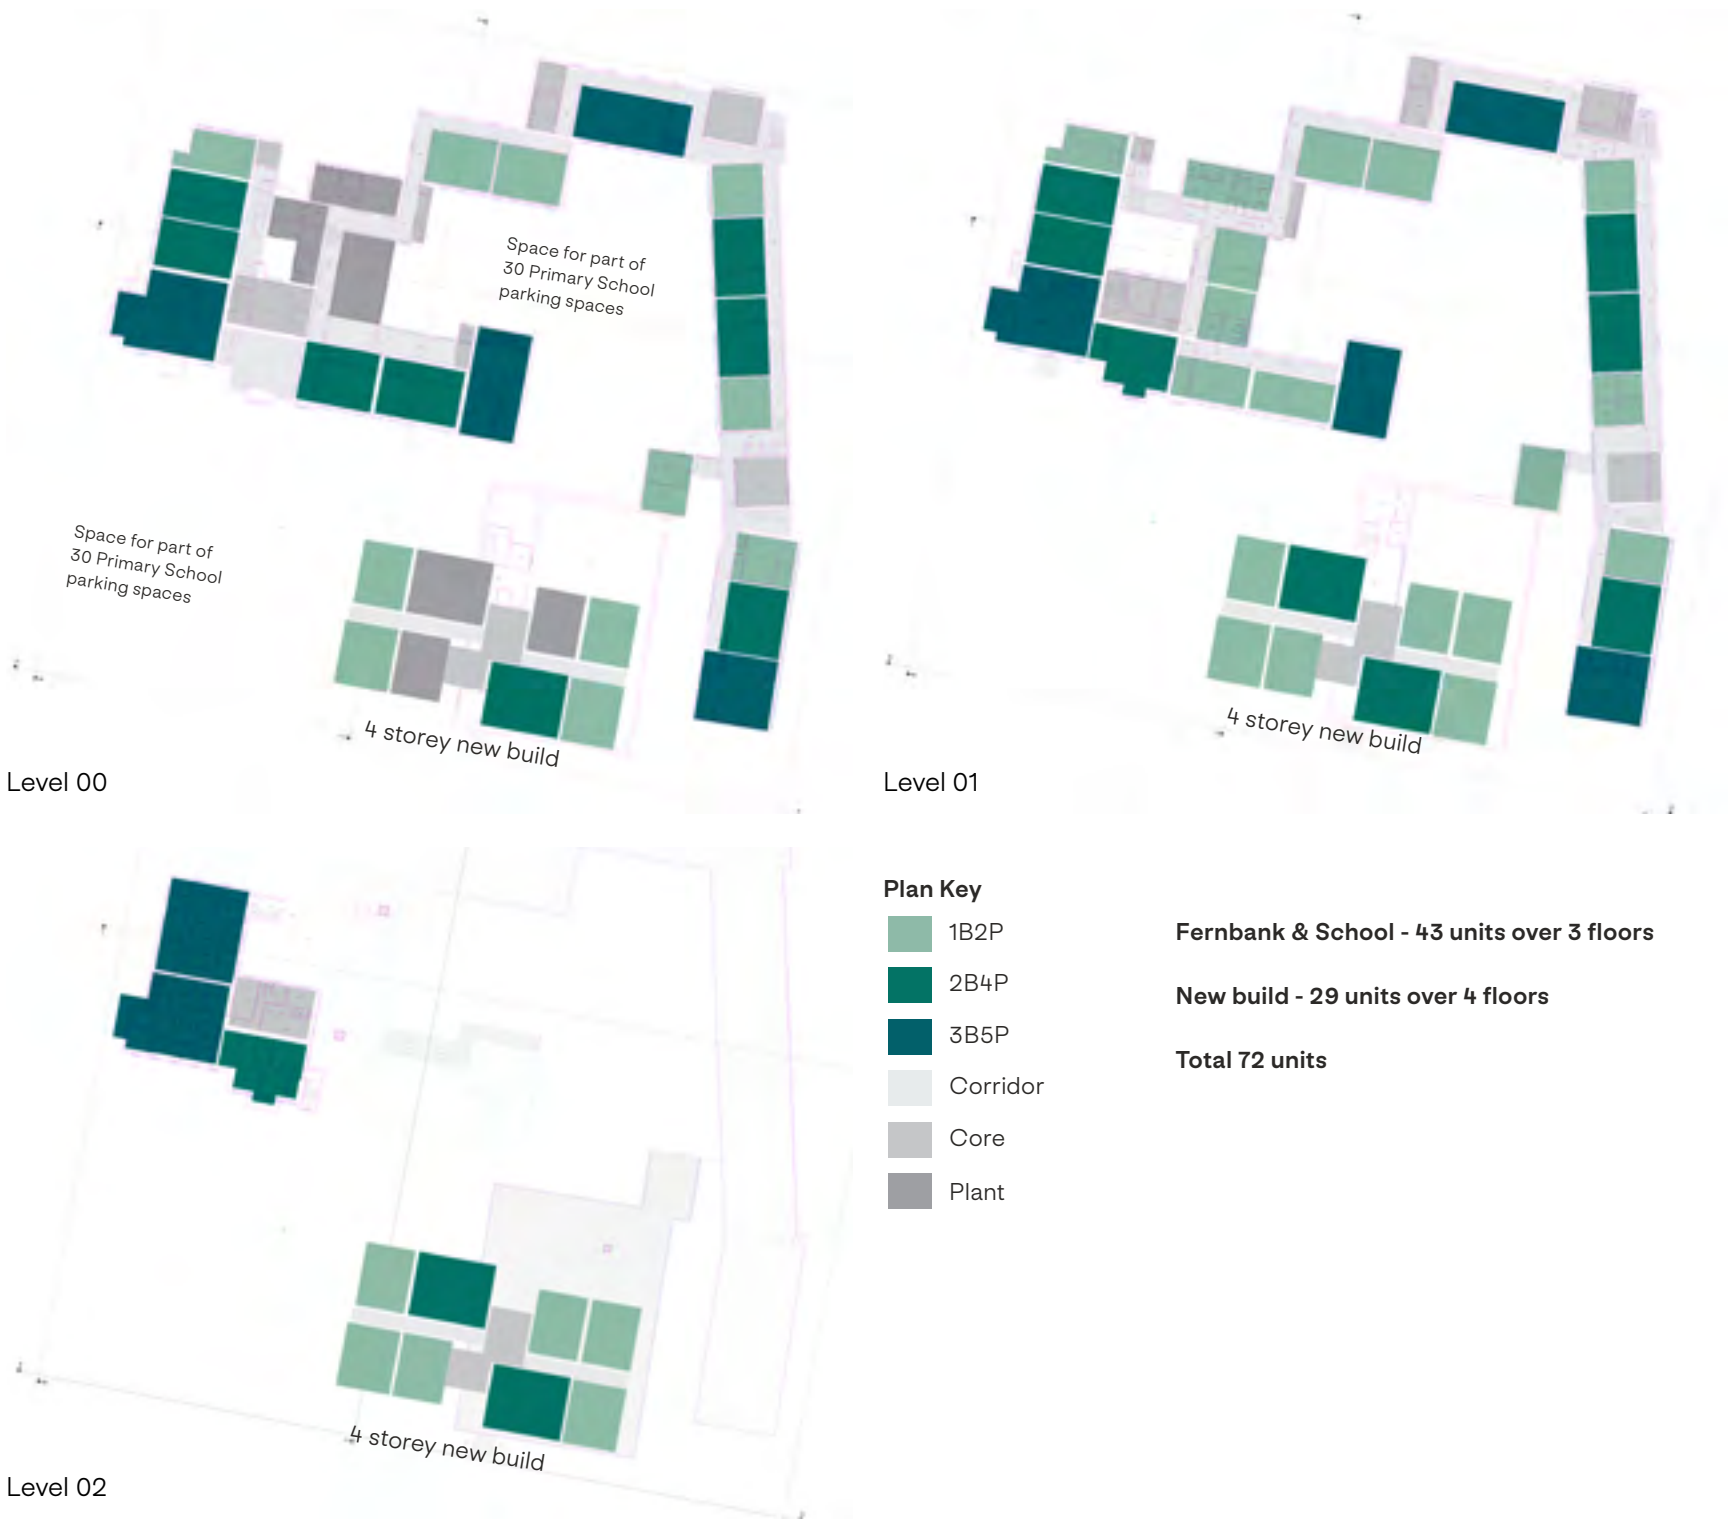 Space for part of
30 Primary School
parking spaces
Space for part of
30 Primary School
parking spaces
4 storey new build
Level 00
4 storey new build
Level 01
4 storey new build
Level 02
Plan Key
1B2P
2B4P
3B5P
Corridor
Core
Plant
Fernbank & School - 43 units over 3 floors
New build - 29 units over 4 floors
Total 72 units